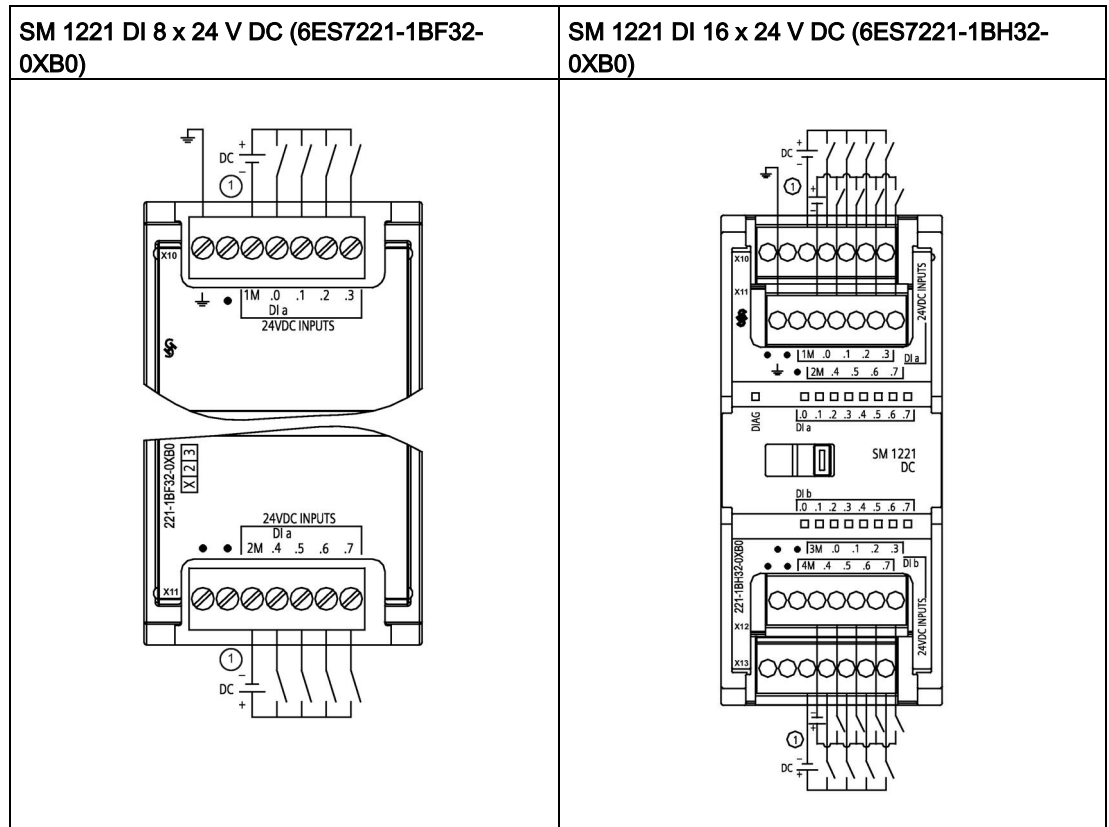 SM 1221 DI 8 x 24 V DC (6ES7221-1BF32-
0XB0)
DC
+
−
1
X10
1M .0 .1 .2 .3
DI a
24VDC INPUTS
221-1BF32-0XB0
X 2 3
24VDC INPUTS
DI a
2M .4 .5 .6 .7
X11
1
DC
−
+
SM 1221 DI 16 x 24 V DC (6ES7221-1BH32-
0XB0)
DC
+
−
1
+
−
X10
X11
24VDC INPUTS
1M .0 .1 .2 .3
DI a
2M .4 .5 .6 .7
DIAG
.0 .1 .2 .3 .4 .5 .6 .7
DI a
SM 1221
DC
DI b
.0 .1 .2 .3 .4 .5 .6 .7
221-1BH32-0XB0
3M .0 .1 .2 .3
4M .4 .5 .6 .7
DI b
24VDC INPUTS
X12
X13
−
+
1
DC
−
+